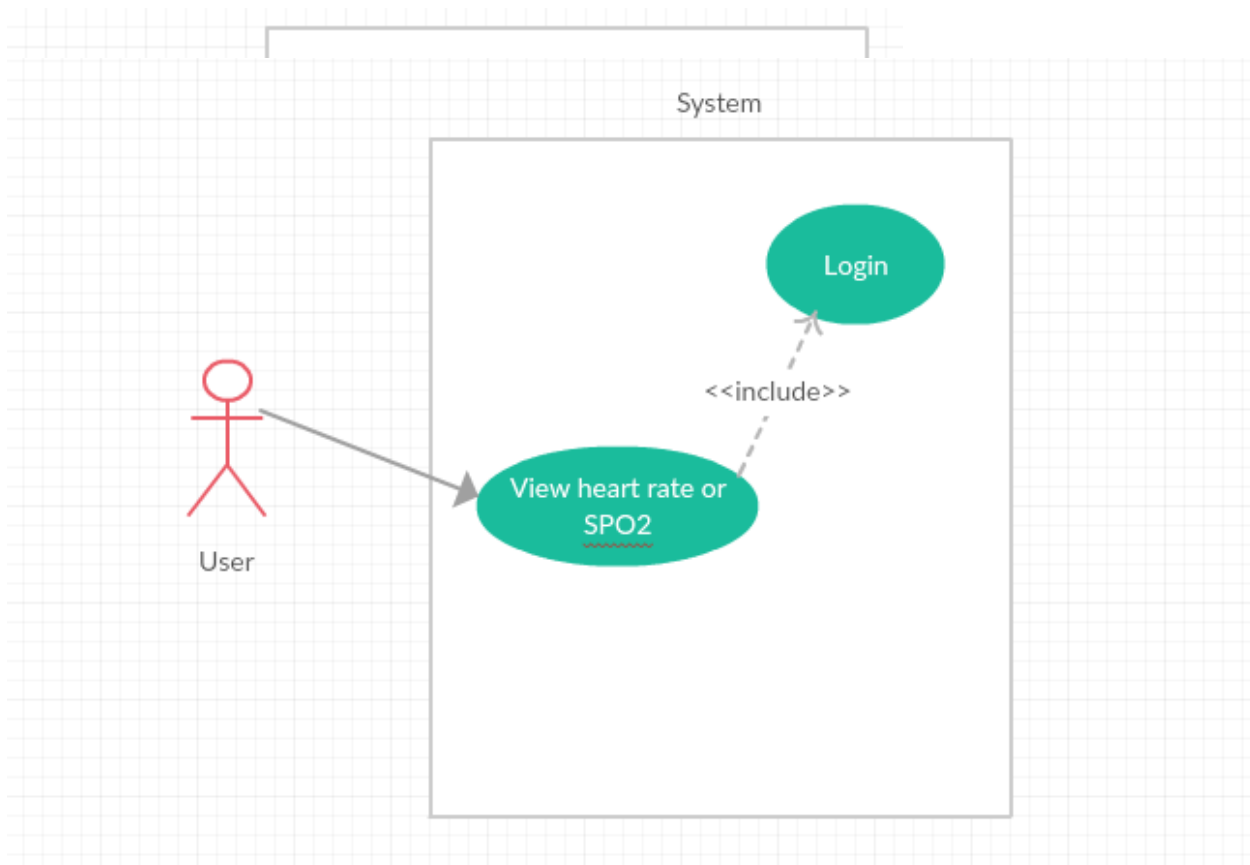 System
Login
<<include>>
View heart rate or
SPO2
User